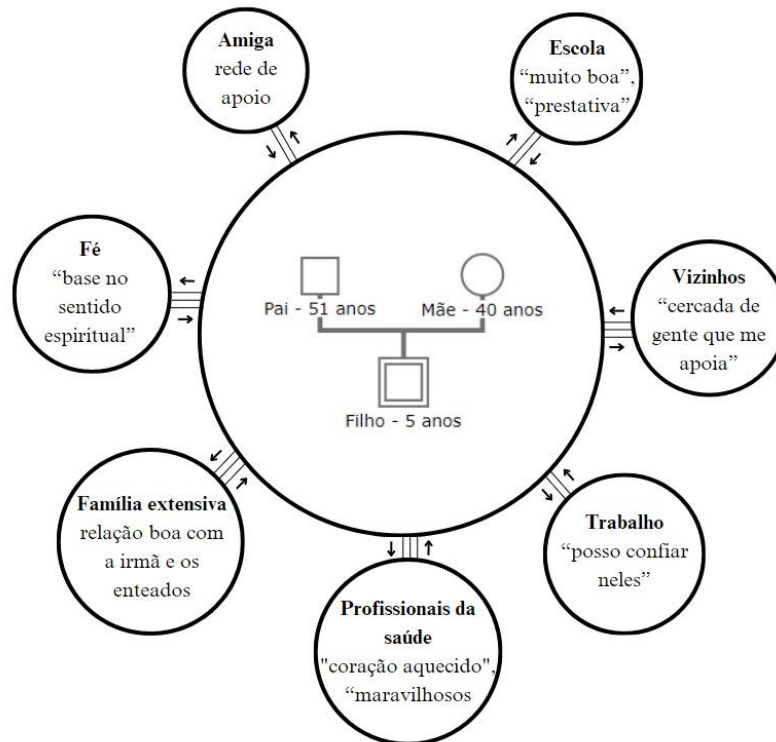 Amiga
rede de
apoio
Escola
“muito boa”,
“prestativa”
Fé
“base no
sentido
espiritual”
Pai - 51 anos
Mãe - 40 anos
Filho - 5 anos
Vizinhos
“cercada de
gente que me
apoia”
Família extensiva
relação boa com
a irmã e os
enteados
Trabalho
“posso confiar
neles”
Profissionais da
saúde
"coração aquecido",
“maravilhosos